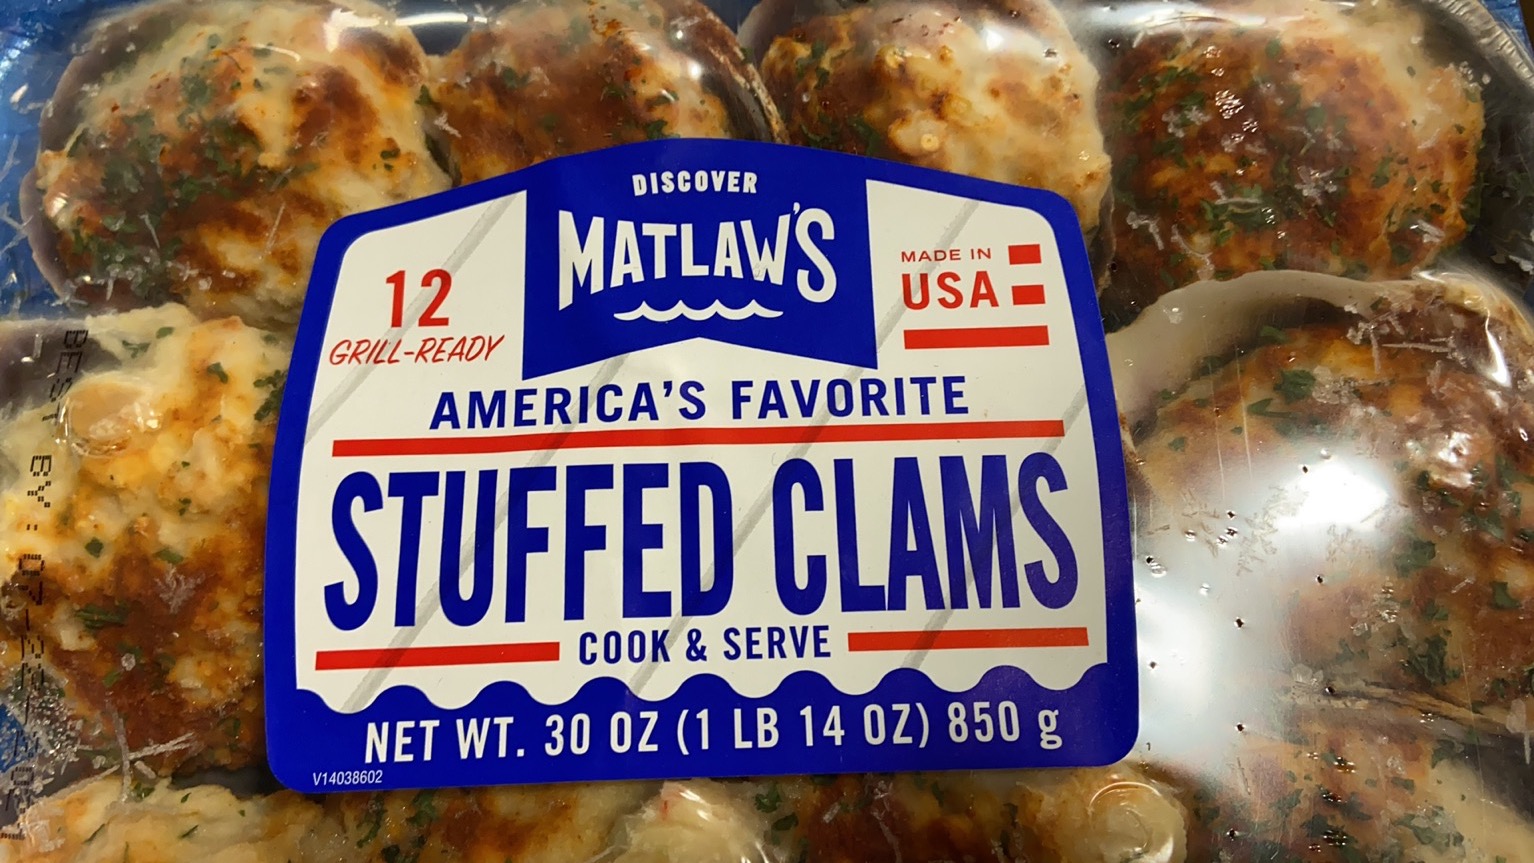 DISCOVER
MATLAW'S
12
GRILL-READY
MADE IN
USA
AMERICA'S FAVORITE
STUFFED CLAMS
COOK & SERVE
NET WT. 30 OZ (1 LB 14 OZ) 850 g
V14038602